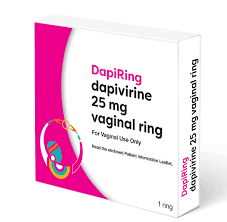 DapiRing
dapivirine
25 mg
vaginal ring
For Vaginal Use Only
Read the enclosed Patient Information Leaflet.
DapiRing
dapivirine 25 mg vaginal ring
1 ring